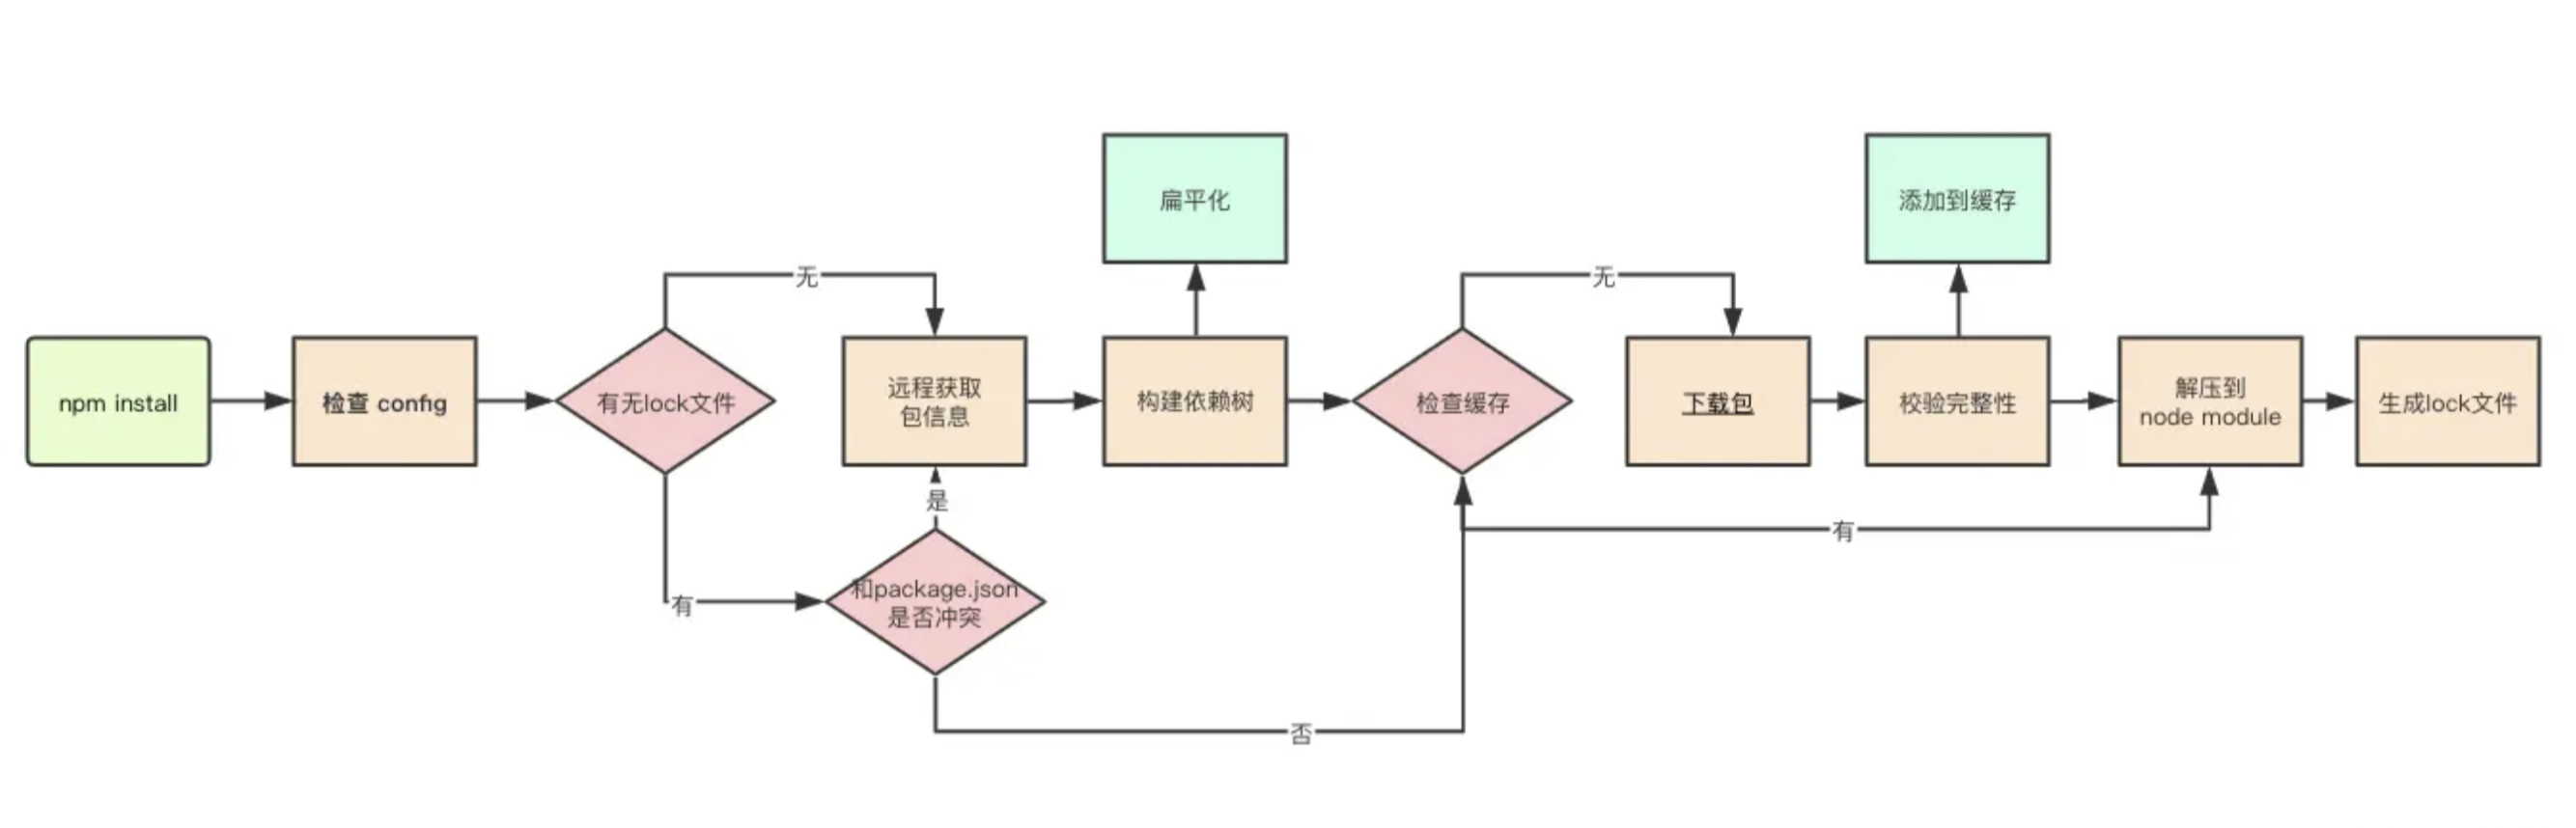 扁平化
添加到缓存
无
无
npm install
检查 config
有无lock文件
远程获取
包信息
构建依赖树
检查缓存
下载包
校验完整性
解压到
node module
生成lock文件
是
有
有
和package.json
是否冲突
否